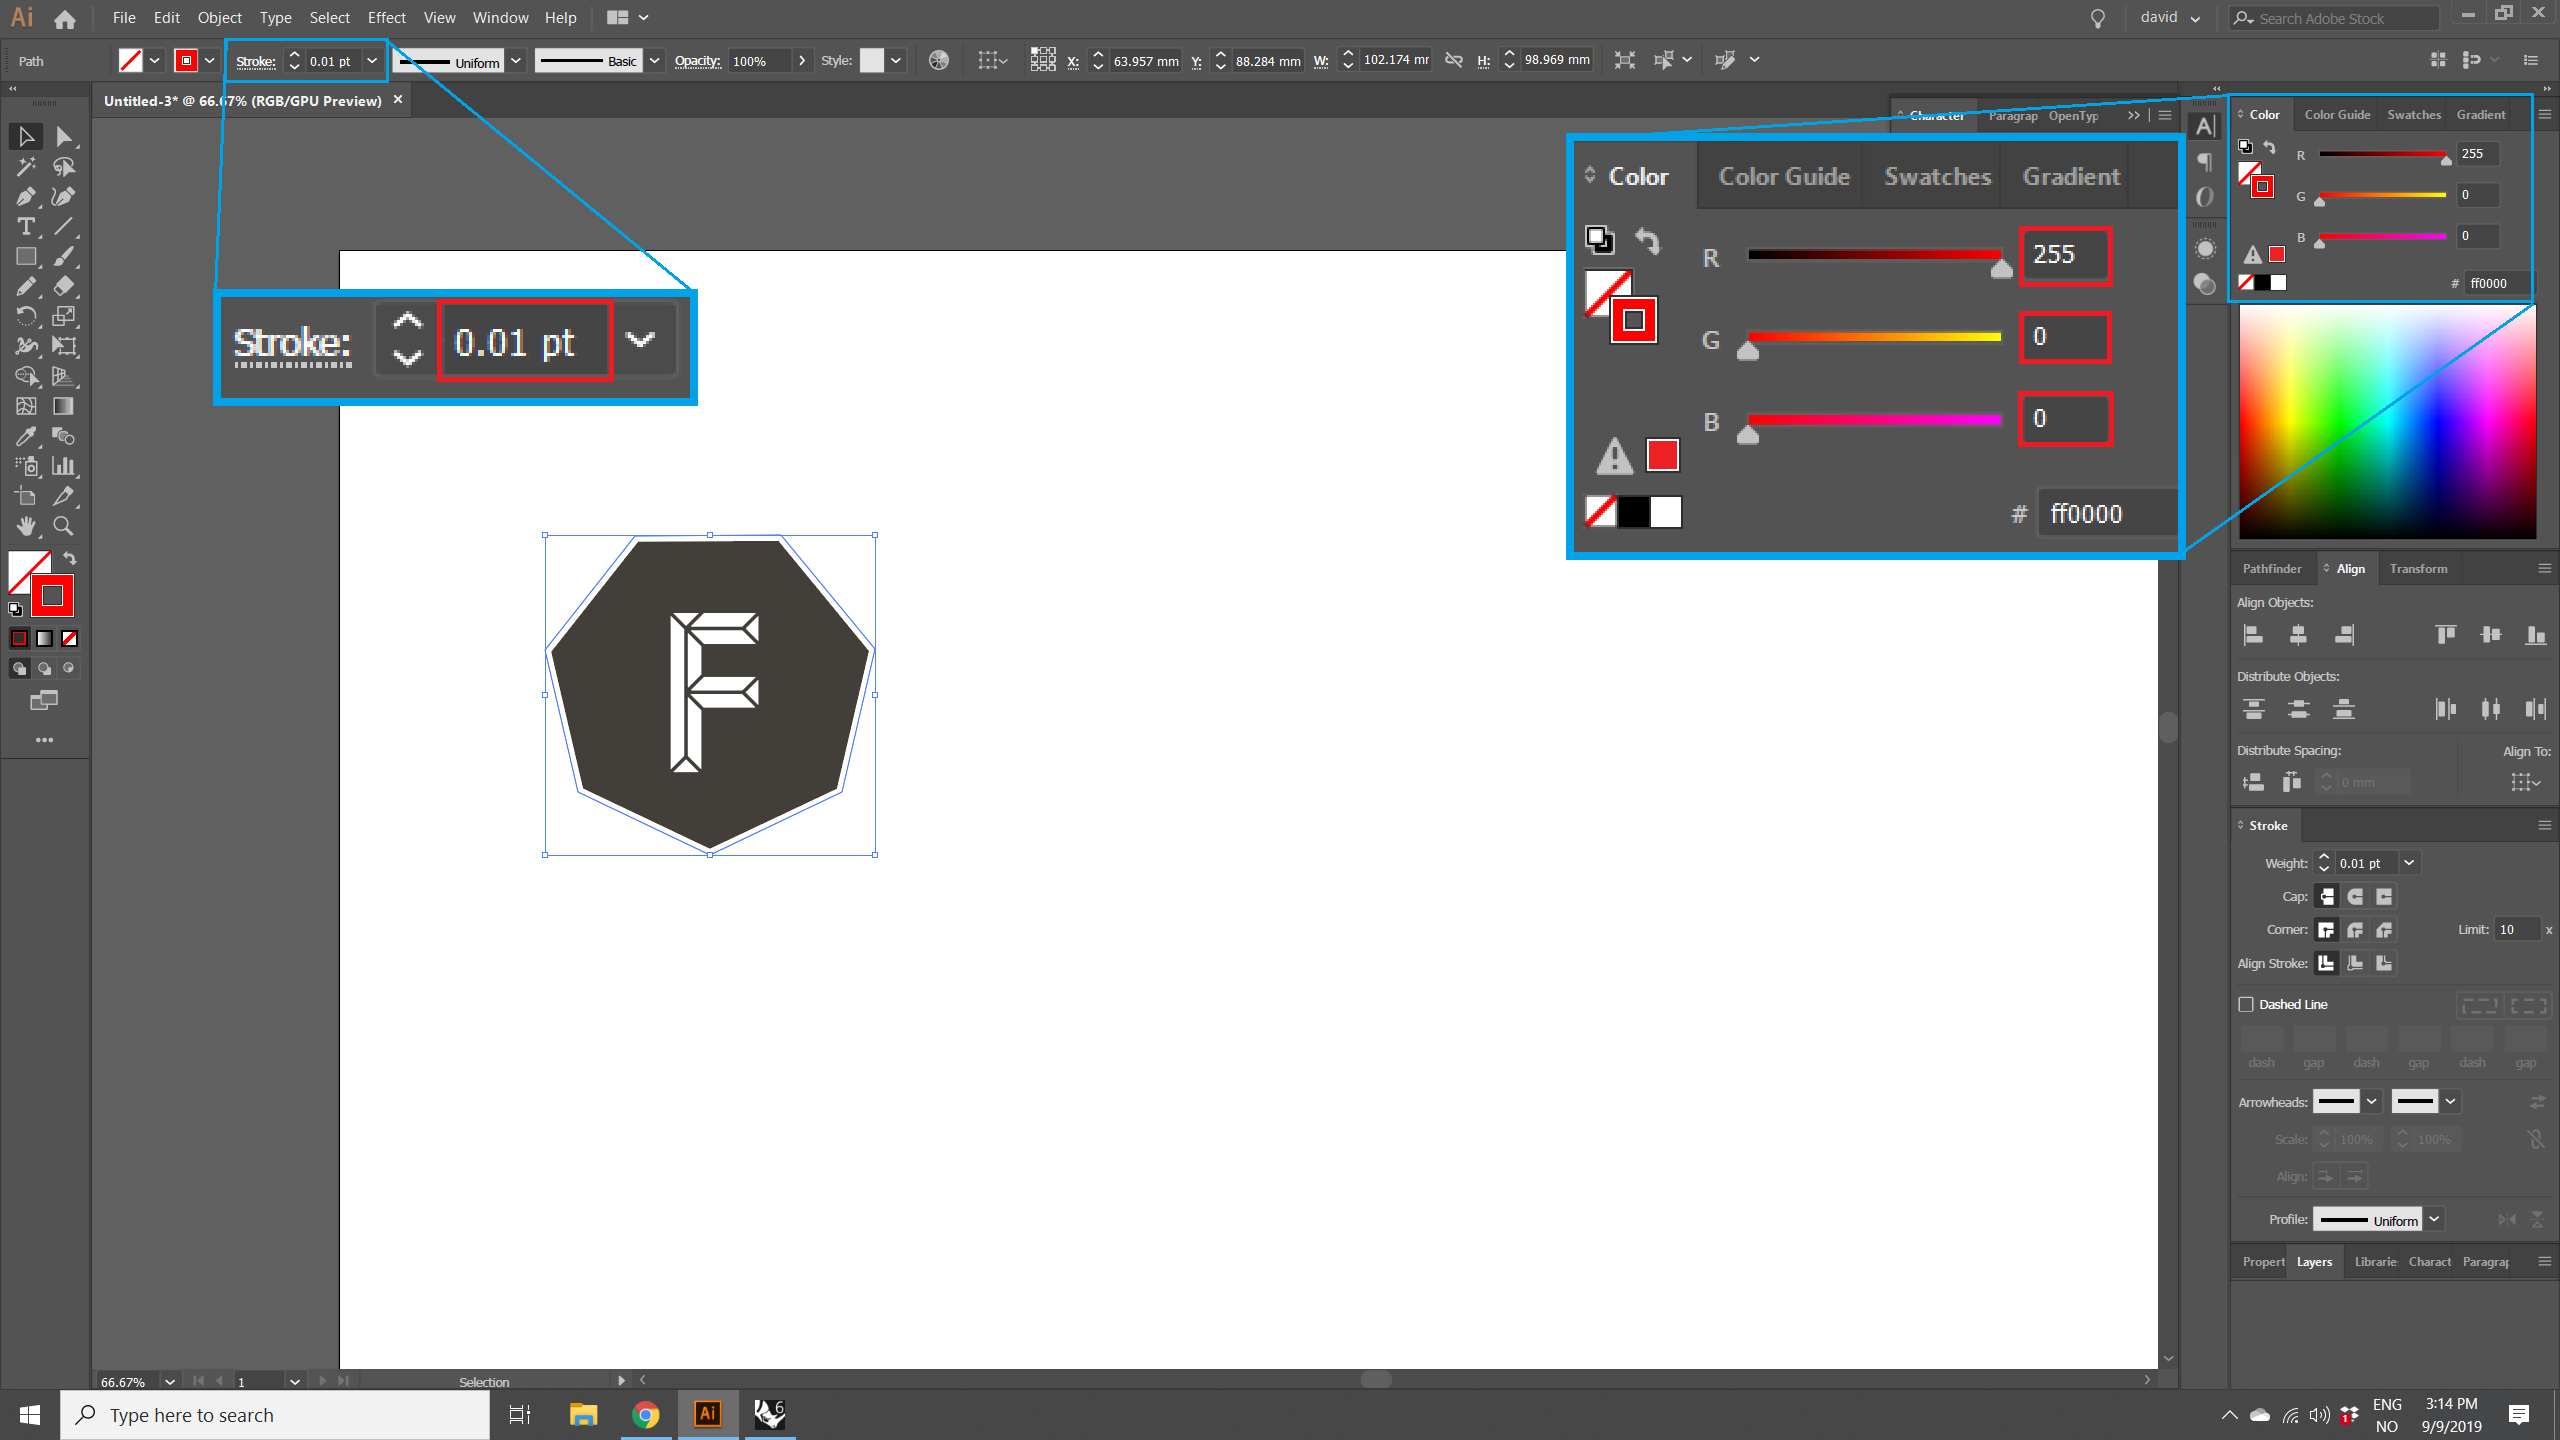 Ai File Edit Object Type Select Effect View Window Help david Search Adobe Stock
Path Stroke: 0.01 pt Uniform Basic Opacity: 100% Style: X: 63.957 mm Y: 88.284 mm W: 102.174 mr H: 98.969 mm
Untitled-3* @ 66.67% (RGB/GPU Preview) ×
Character Paragrap OpenTyp
Color Color Guide Swatches Gradient
R 255
G 0
B 0
# ff0000
Stroke: 0.01 pt
Color Color Guide Swatches Gradient
R 255
G 0
B 0
# ff0000
F
Pathfinder Align Transform
Align Objects:
Distribute Objects:
Distribute Spacing: Align To:
0 mm
Stroke
Weight: 0.01 pt
Cap:
Corner: Limit: 10 x
Align Stroke:
Dashed Line
dash gap dash gap dash gap
Arrowheads:
Scale: 100% 100%
Align:
Profile: Uniform
Propert Layers Librarie Charact Paragrap
66.67% 1 Selection
Type here to search
Ai
6
1
ENG
NO
3:14 PM
9/9/2019